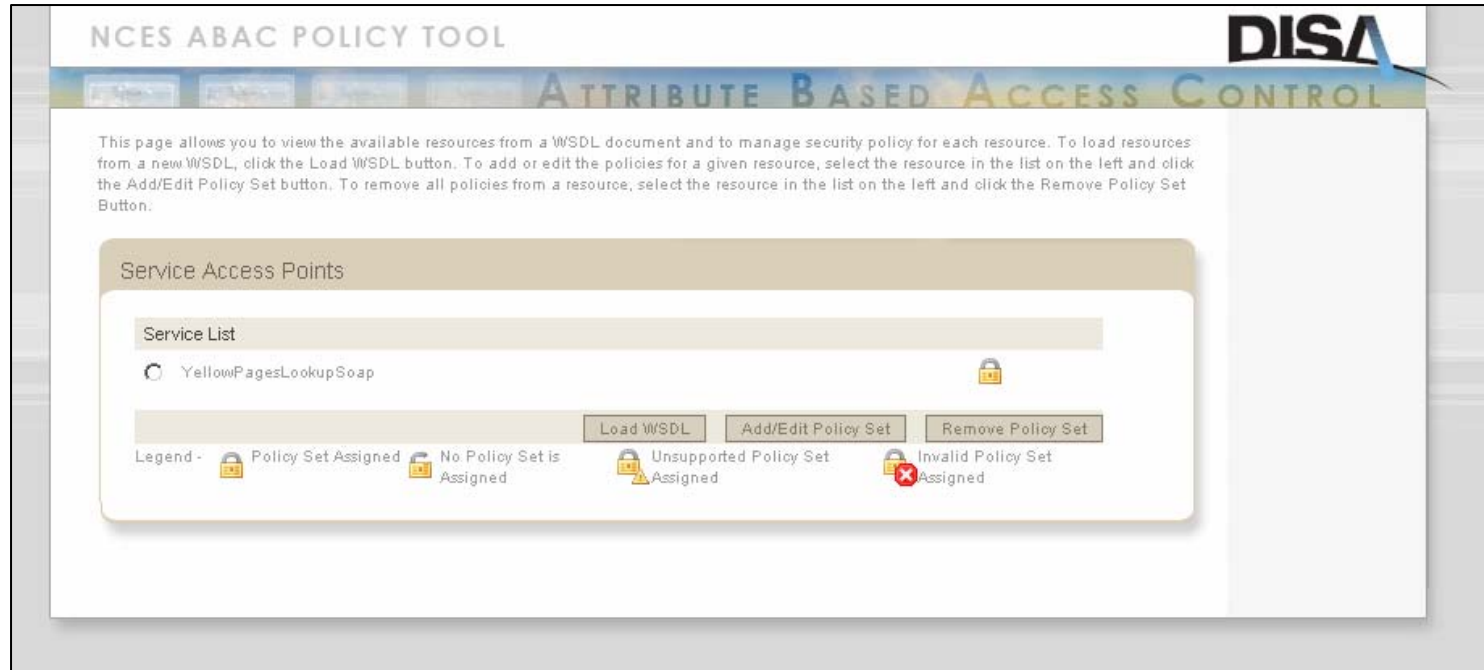 NCES ABAC POLICY TOOL
DISA
ATTRIBUTE BASED ACCESS CONTROL
This page allows you to view the available resources from a WSDL document and to manage security policy for each resource. To load resources
from a new WSDL, click the Load WSDL button. To add or edit the policies for a given resource, select the resource in the list on the left and click
the Add/Edit Policy Set button. To remove all policies from a resource, select the resource in the list on the left and click the Remove Policy Set
Button.
Service Access Points
Service List
YellowPagesLookupSoap
Load WSDL Add/Edit Policy Set Remove Policy Set
Legend - Policy Set Assigned No Policy Set is Unsupported Policy Set Invalid Policy Set
Assigned Assigned Assigned